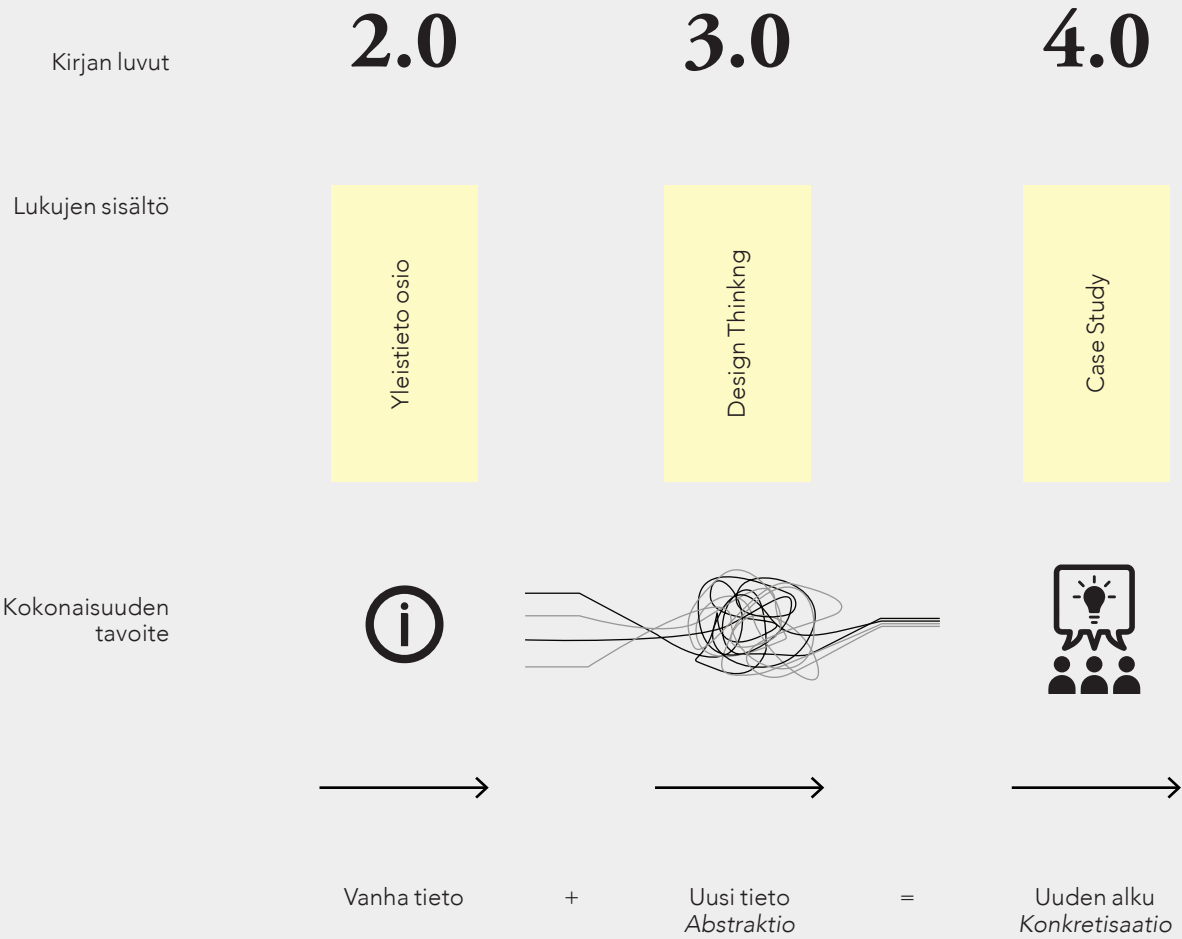 Kirjan luvut
2.0
3.0
4.0
Lukujen sisältö
Yleistieto osio
Design Thinkng
Case Study
Kokonaisuuden
tavoite
Vanha tieto
+
Uusi tieto
Abstraktio
=
Uuden alku
Konkretisaatio